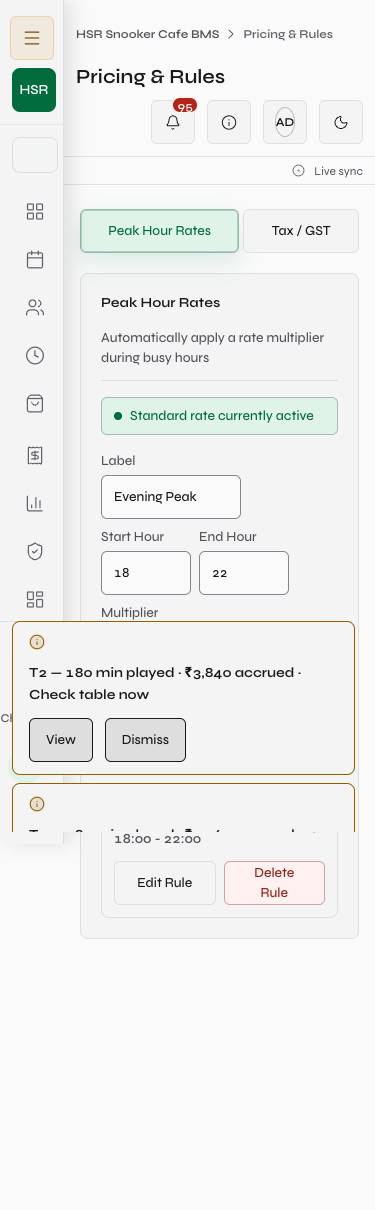 HSR Snooker Cafe BMS > Pricing & Rules
HSR
Pricing & Rules
95
AD
Live sync
Peak Hour Rates
Tax / GST
Peak Hour Rates
Automatically apply a rate multiplier
during busy hours
Standard rate currently active
Label
Evening Peak
Start Hour
End Hour
18
22
Multiplier
T2 — 180 min played · ₹3,840 accrued ·
Check table now
View
Dismiss
18:00 - 22:00
Edit Rule
Delete
Rule